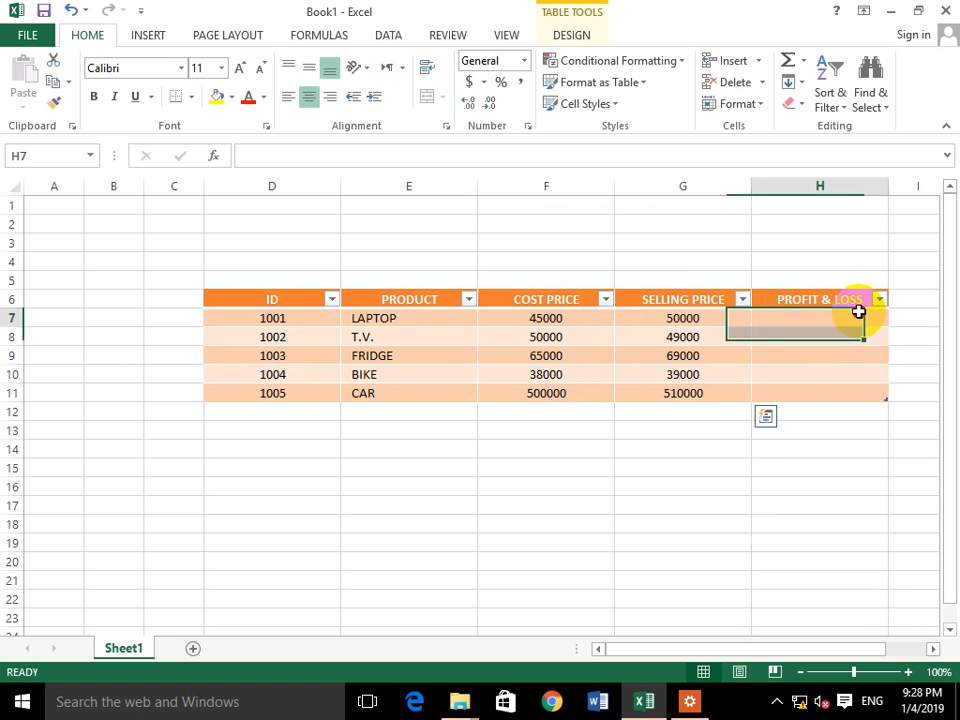 Book1 - Excel
TABLE TOOLS
?
FILE
HOME
INSERT
PAGE LAYOUT
FORMULAS
DATA
REVIEW
VIEW
DESIGN
Sign in
Paste
Calibri
11
B I U
General
$ % ,
Conditional Formatting
Format as Table
Cell Styles
Insert
Delete
Format
Sort & Filter
Find & Select
Clipboard
Font
Alignment
Number
Styles
Cells
Editing
H7
fx
A B C D E F G H I
1
2
3
4
5
6 ID PRODUCT COST PRICE SELLING PRICE PROFIT & LOSS
7 1001 LAPTOP 45000 50000
8 1002 T.V. 50000 49000
9 1003 FRIDGE 65000 69000
10 1004 BIKE 38000 39000
11 1005 CAR 500000 510000
12
13
14
15
16
17
18
19
20
21
22
23
24
Sheet1
READY
100%
Search the web and Windows
ENG
9:28 PM
1/4/2019